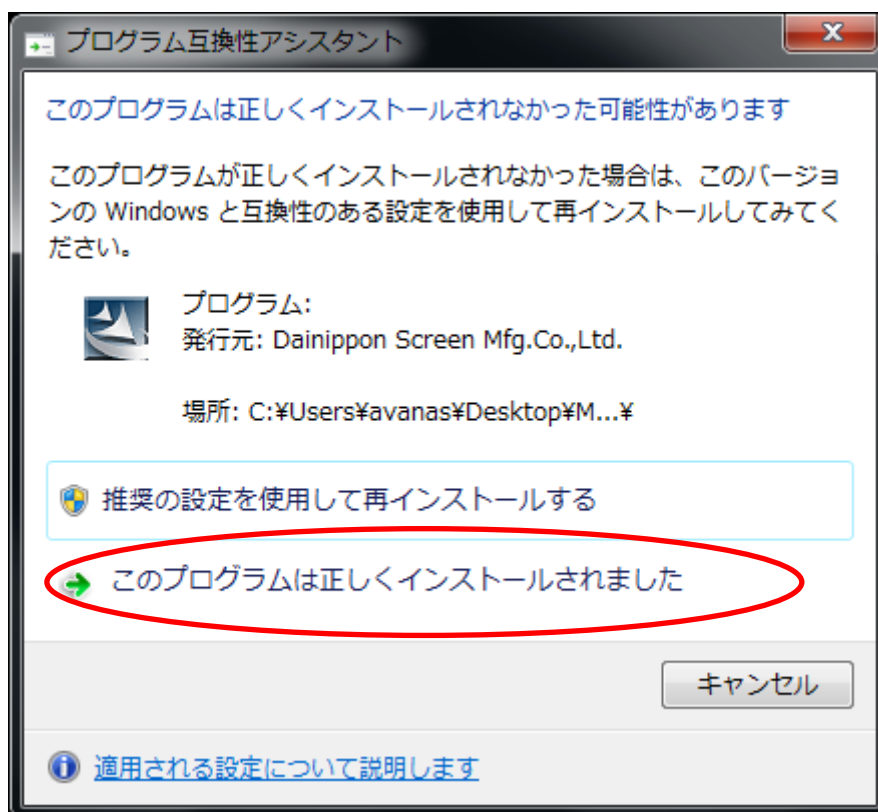 プログラム互換性アシスタント
このプログラムは正しくインストールされなかった可能性があります
このプログラムが正しくインストールされなかった場合は、このバージョ
ンの Windows と互換性のある設定を使用して再インストールしてみてく
ださい。
プログラム:
発行元: Dainippon Screen Mfg.Co.,Ltd.
場所: C:¥Users¥avanas¥Desktop¥M...¥
推奨の設定を使用して再インストールする
このプログラムは正しくインストールされました
キャンセル
適用される設定について説明します